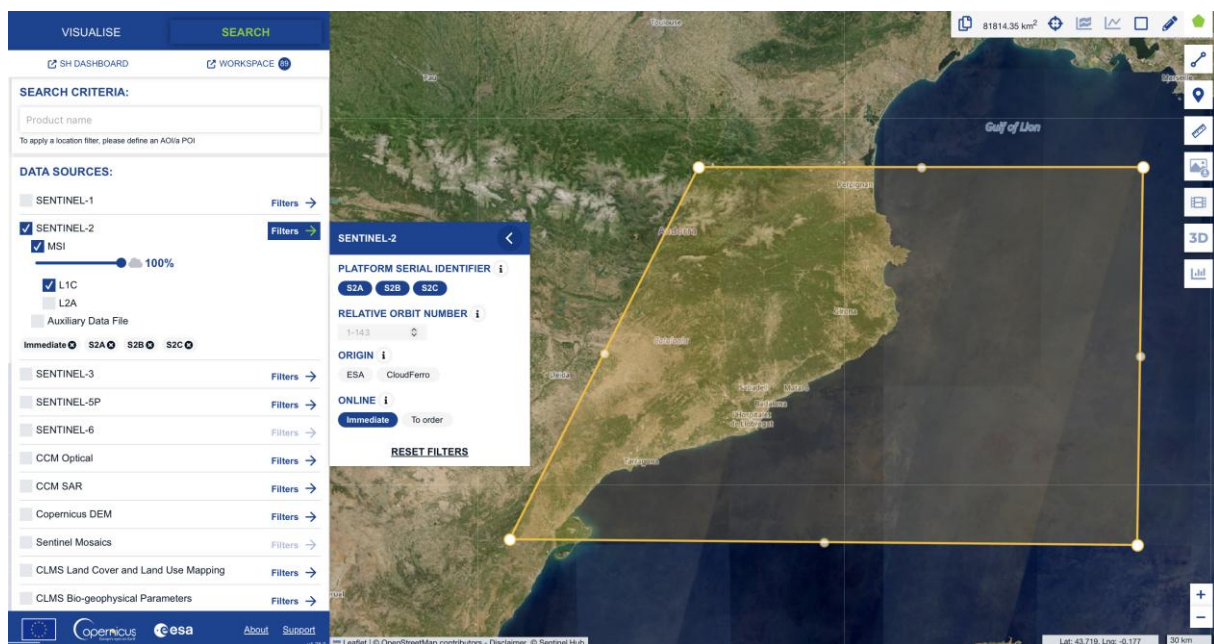 VISUALISE
SEARCH
SH DASHBOARD
WORKSPACE 89
SEARCH CRITERIA:
Product name
To apply a location filter, please define an AOI/a POI
DATA SOURCES:
SENTINEL-1
Filters
SENTINEL-2
Filters
MSI
100%
L1C
L2A
Auxiliary Data File
Immediate S2A S2B S2C
SENTINEL-3
Filters
SENTINEL-5P
Filters
SENTINEL-6
Filters
CCM Optical
Filters
CCM SAR
Filters
Copernicus DEM
Filters
Sentinel Mosaics
Filters
CLMS Land Cover and Land Use Mapping
Filters
CLMS Bio-geophysical Parameters
Filters
opernicus
esa
About
Support
SENTINEL-2
PLATFORM SERIAL IDENTIFIER i
S2A S2B S2C
RELATIVE ORBIT NUMBER i
1-143
ORIGIN i
ESA CloudFerro
ONLINE i
Immediate To order
RESET FILTERS
81814.35 km²
3D
Toulouse
Pau
Gulf of Lion
Perpignan
Andorra
Girona
Catalunya
Lleida
Sabadell
Mataró
Badalona
l'Hospitalet
de Llobregat
Tarragona
+
−
Leaflet | © OpenStreetMap contributors - Disclaimer, © Sentinel Hub
Lat: 43.719, Lng: -0.177
30 km